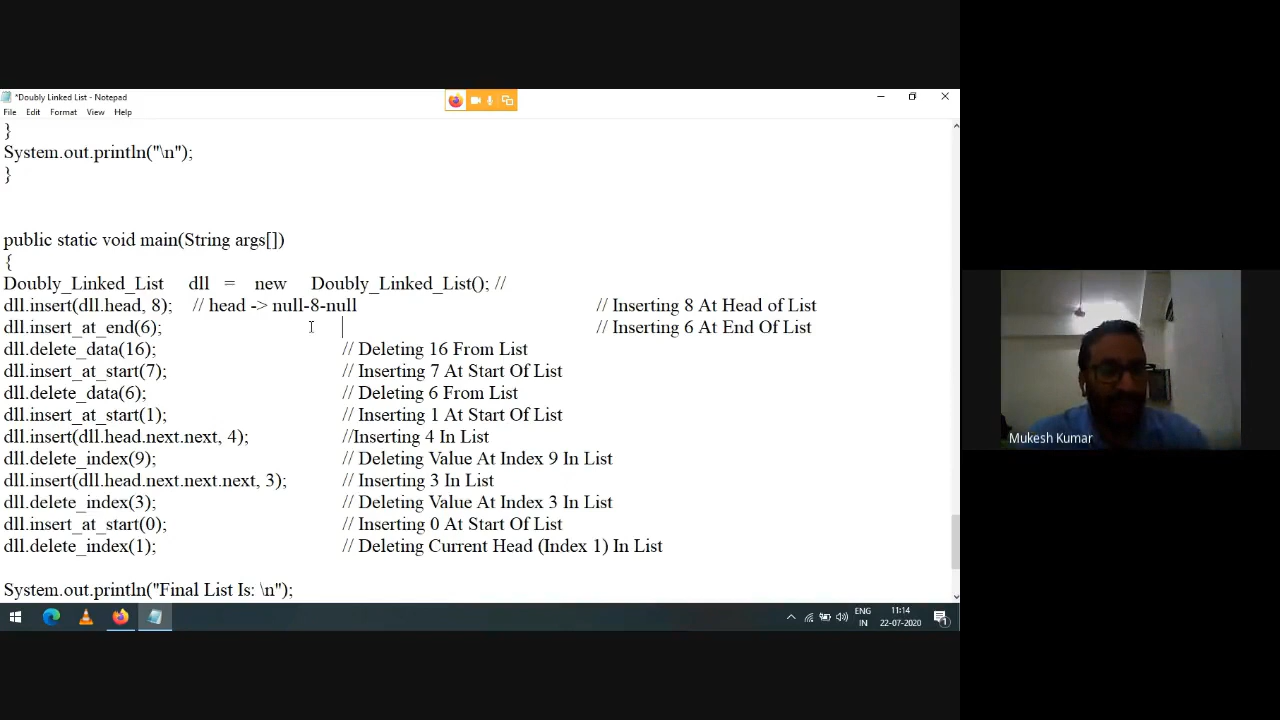 *Doubly Linked List - Notepad
File Edit Format View Help
}
System.out.println("\n");
}
public static void main(String args[])
{
Doubly_Linked_List dll = new Doubly_Linked_List(); //
dll.insert(dll.head, 8); // head -> null-8-null // Inserting 8 At Head of List
dll.insert_at_end(6); // Inserting 6 At End Of List
dll.delete_data(16); // Deleting 16 From List
dll.insert_at_start(7); // Inserting 7 At Start Of List
dll.delete_data(6); // Deleting 6 From List
dll.insert_at_start(1); // Inserting 1 At Start Of List
dll.insert(dll.head.next.next, 4); //Inserting 4 In List
dll.delete_index(9); // Deleting Value At Index 9 In List
dll.insert(dll.head.next.next.next, 3); // Inserting 3 In List
dll.delete_index(3); // Deleting Value At Index 3 In List
dll.insert_at_start(0); // Inserting 0 At Start Of List
dll.delete_index(1); // Deleting Current Head (Index 1) In List
System.out.println("Final List Is: \n");
Mukesh Kumar
ENG 11:14
IN 22-07-2020
1